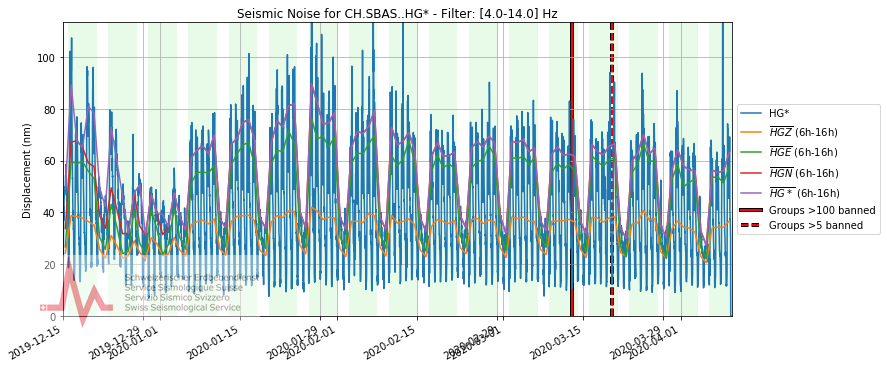 Seismic Noise for CH.SBAS..HG* - Filter: [4.0-14.0] Hz
Displacement (nm)
100
80
60
40
20
0
HG*
HGZ (6h-16h)
HGE (6h-16h)
HGN (6h-16h)
HG* (6h-16h)
Groups >100 banned
Groups >5 banned
Schweizerischer Erdbebendienst
Service Sismologique Suisse
Servizio Sismico Svizzero
Swiss Seismological Service
2019-12-15
2019-12-29
2020-01-01
2020-01-15
2020-01-29
2020-02-01
2020-02-15
2020-02-29
2020-03-01
2020-03-15
2020-03-29
2020-04-01